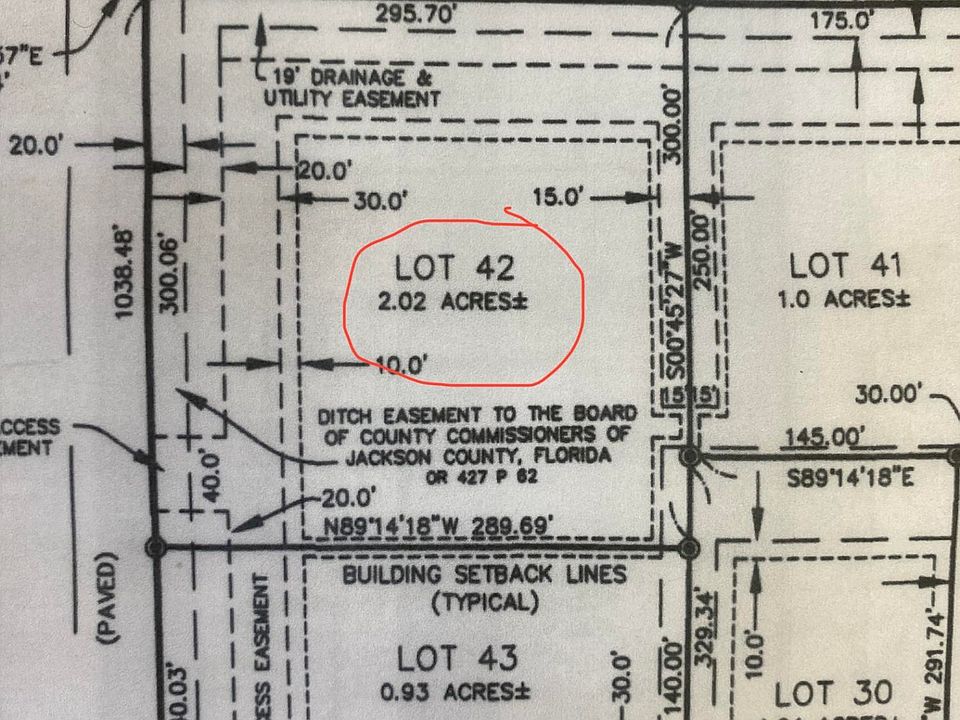 295.70'
175.0'
57"E
19' DRAINAGE &
UTILITY EASEMENT
20.0'
20.0'
30.0'
15.0'
300.00'
1038.48'
300.06'
LOT 42
2.02 ACRES±
S00°45'27"W
250.00'
LOT 41
1.0 ACRES±
10.0'
15'
15'
30.00'
DITCH EASEMENT TO THE BOARD
OF COUNTY COMMISSIONERS OF
JACKSON COUNTY, FLORIDA
OR 427 P 62
145.00'
S89°14'18"E
40.0'
20.0'
N89°14'18"W 289.69'
BUILDING SETBACK LINES
(TYPICAL)
(PAVED)
LOT 43
0.93 ACRES±
30.0'
140.00'
329.34'
10.0'
LOT 30
"W 291.74'